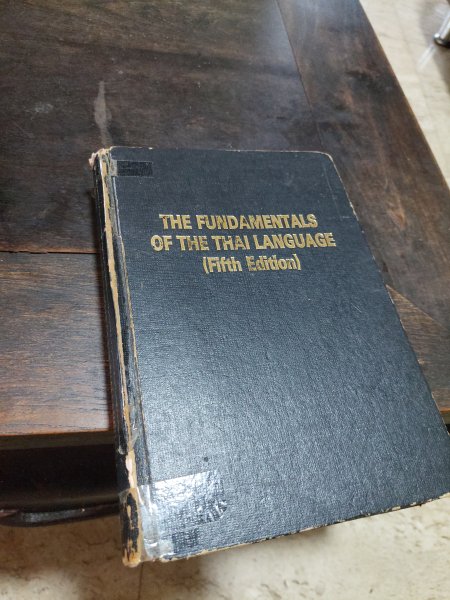 THE FUNDAMENTALS
OF THE THAI LANGUAGE
(Fifth Edition)